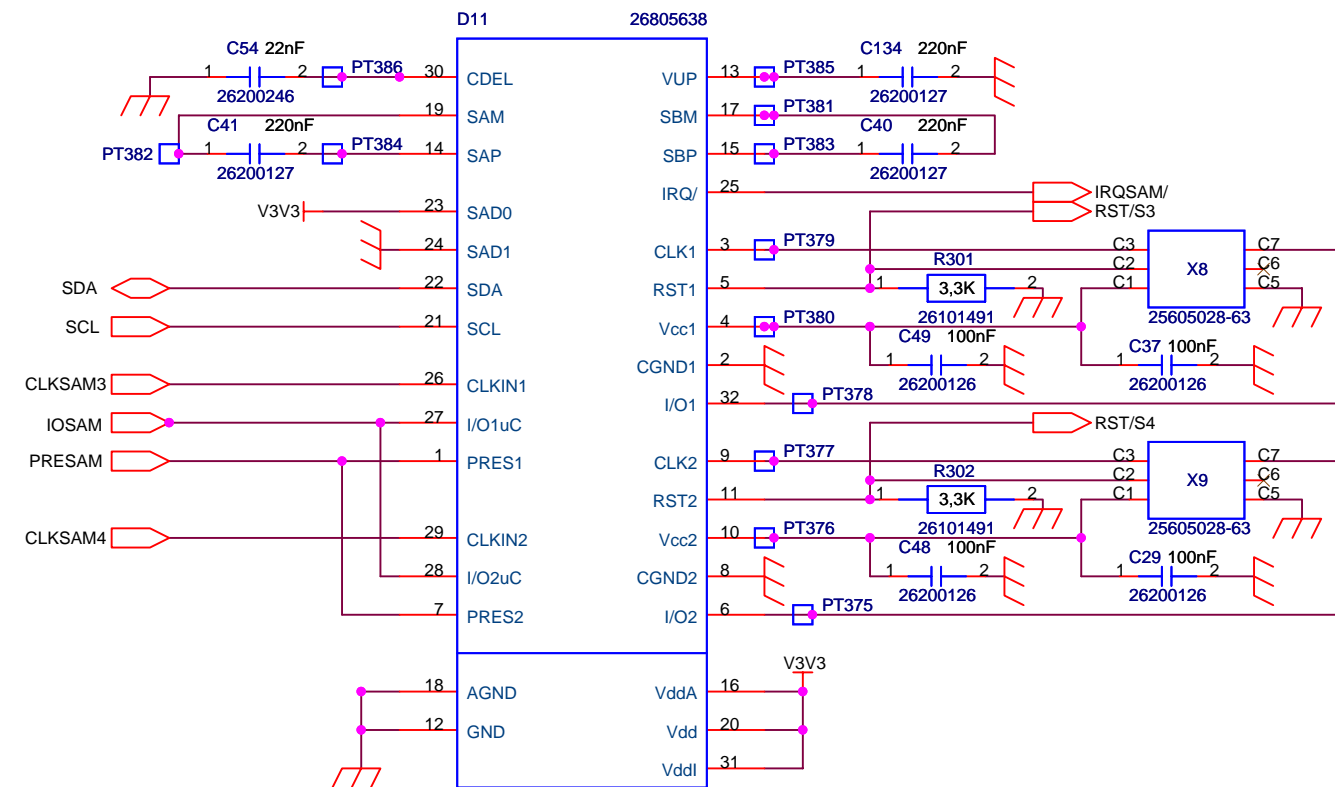 D11 26805638
C54 22nF
1 2 PT386 30 CDEL
26200246
19 SAM
C41 220nF
PT382 1 2 PT384 14 SAP
26200127
V3V3 23 SAD0
24 SAD1
SDA 22 SDA
SCL 21 SCL
CLKSAM3 26 CLKIN1
IOSAM 27 I/O1uC
PRESAM 1 PRES1
CLKSAM4 29 CLKIN2
28 I/O2uC
7 PRES2
18 AGND
12 GND
C134 220nF
VUP 13 PT385 1 2
26200127
SBM 17 PT381
C40 220nF
SBP 15 PT383 1 2
26200127
IRQ/ 25 IRQSAM/
RST/S3
CLK1 3 PT379 C3 C7
R301 C2 X8 C6
RST1 5 1 3,3K 2 C1 C5
26101491 25605028-63
Vcc1 4 PT380
C49 100nF C37 100nF
CGND1 2 1 2 1 2
26200126 26200126
I/O1 32 PT378
RST/S4
CLK2 9 PT377 C3 C7
R302 C2 X9 C6
RST2 11 1 3,3K 2 C1 C5
26101491 25605028-63
Vcc2 10 PT376
C48 100nF C29 100nF
CGND2 8 1 2 1 2
26200126 26200126
I/O2 6 PT375
V3V3
VddA 16
Vdd 20
VddI 31